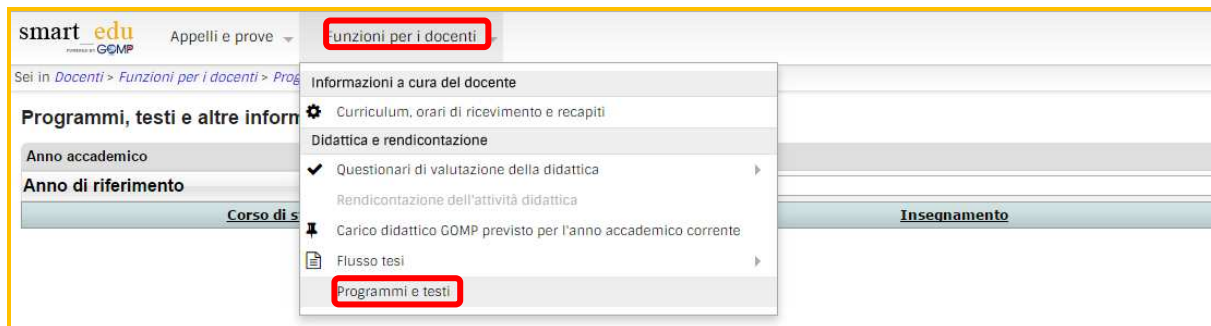 smart_edu
POWERED BY GOMP
Appelli e prove
Funzioni per i docenti
Sei in Docenti > Funzioni per i docenti > Prog
Informazioni a cura del docente
Programmi, testi e altre inform
Curriculum, orari di ricevimento e recapiti
Didattica e rendicontazione
Anno accademico
Questionari di valutazione della didattica
Anno di riferimento
Rendicontazione dell'attività didattica
Corso di s
Insegnamento
Carico didattico GOMP previsto per l'anno accademico corrente
Flusso tesi
Programmi e testi